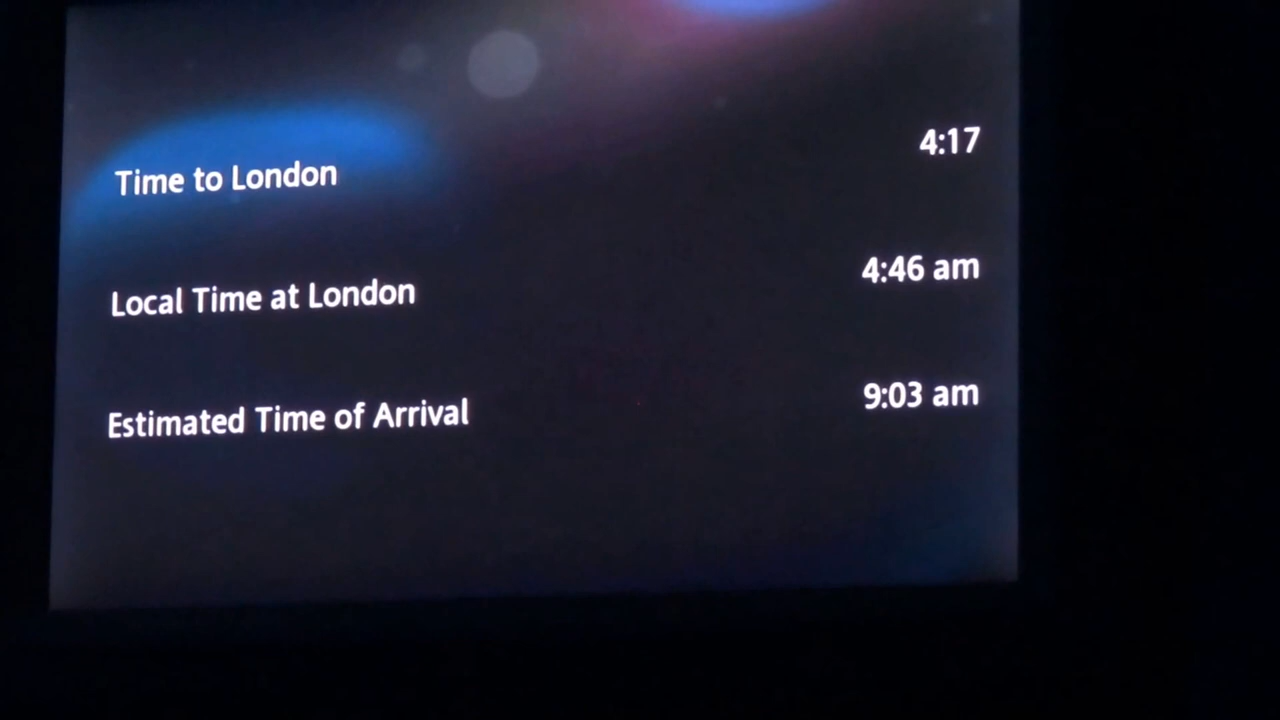 Time to London 4:17
Local Time at London 4:46 am
Estimated Time of Arrival 9:03 am